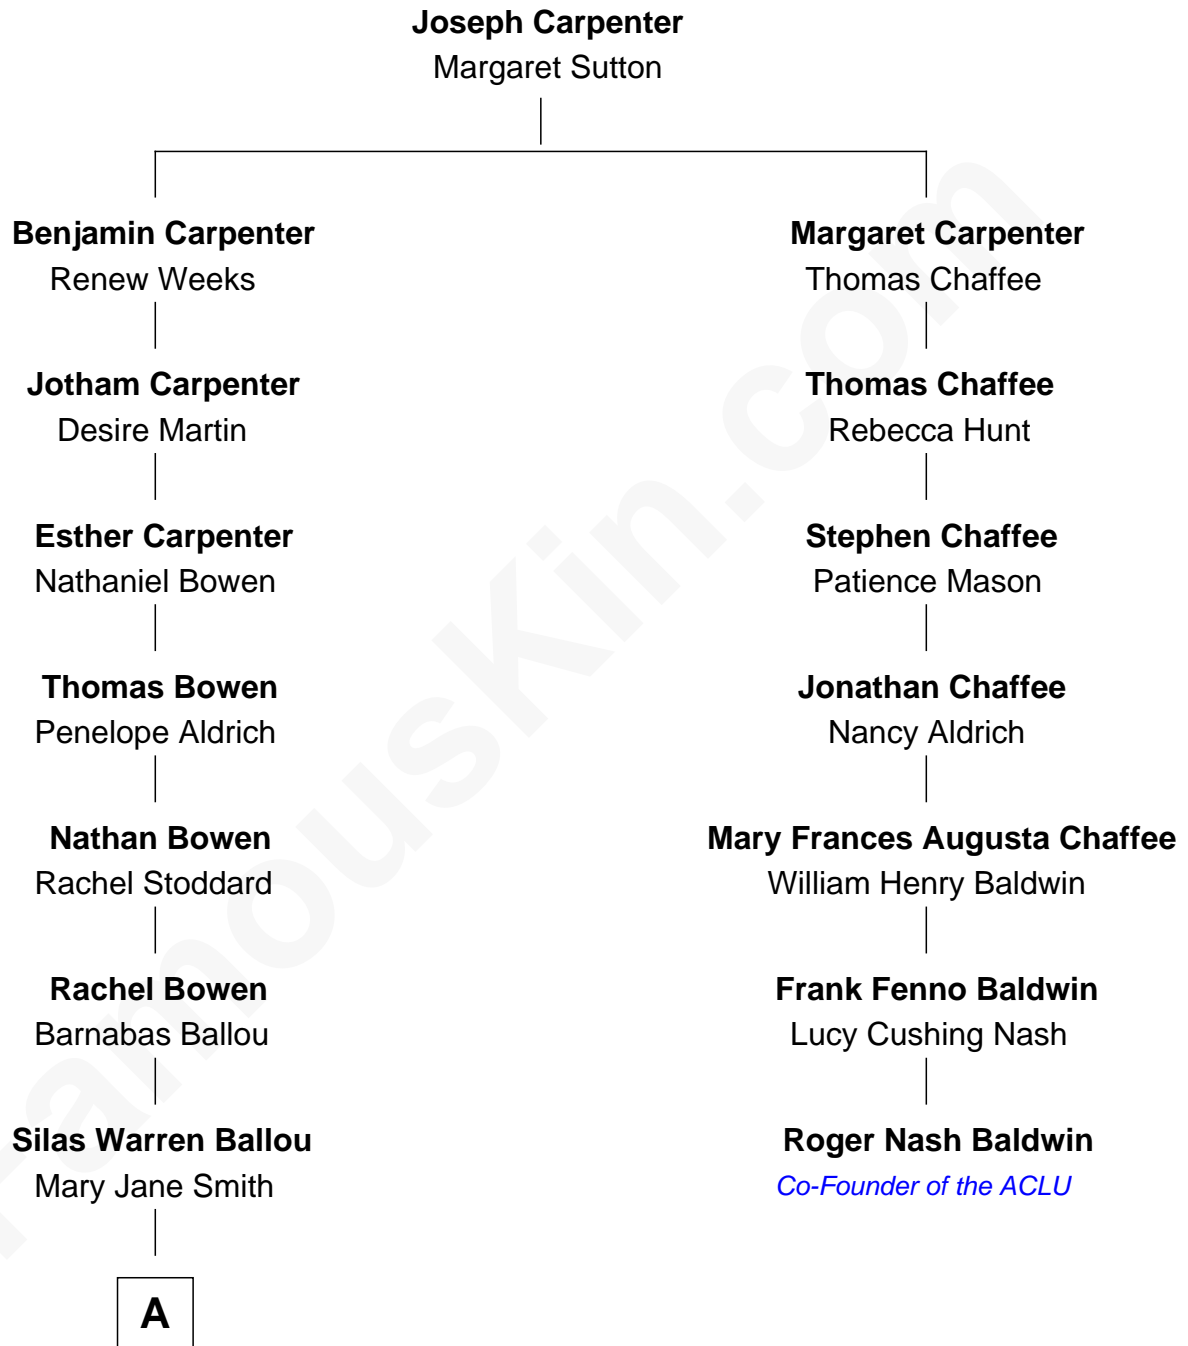 Joseph Carpenter
Margaret Sutton
Benjamin Carpenter
Renew Weeks
Jotham Carpenter
Desire Martin
Esther Carpenter
Nathaniel Bowen
Thomas Bowen
Penelope Aldrich
Nathan Bowen
Rachel Stoddard
Rachel Bowen
Barnabas Ballou
Silas Warren Ballou
Mary Jane Smith
A
Margaret Carpenter
Thomas Chaffee
Thomas Chaffee
Rebecca Hunt
Stephen Chaffee
Patience Mason
Jonathan Chaffee
Nancy Aldrich
Mary Frances Augusta Chaffee
William Henry Baldwin
Frank Fenno Baldwin
Lucy Cushing Nash
Roger Nash Baldwin
Co-Founder of the ACLU
FamousKin.com